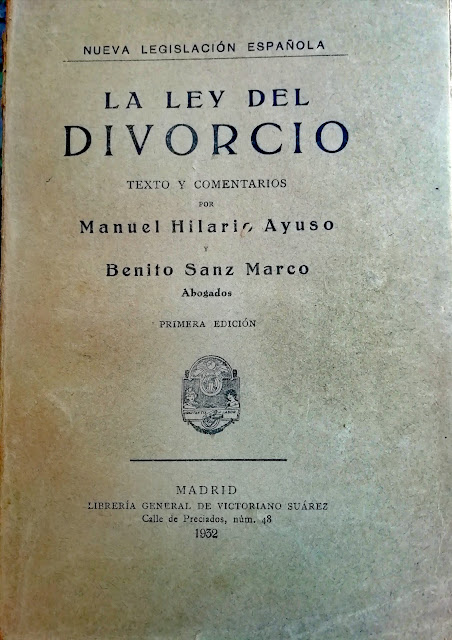 NUEVA LEGISLACIÓN ESPAÑOLA
LA LEY DEL
DIVORCIO
TEXTO Y COMENTARIOS
POR
Manuel Hilario Ayuso
Y
Benito Sanz Marco
Abogados
PRIMERA EDICIÓN
MADRID
LIBRERÍA GENERAL DE VICTORIANO SUÁREZ
Calle de Preciados, núm. 48
1932